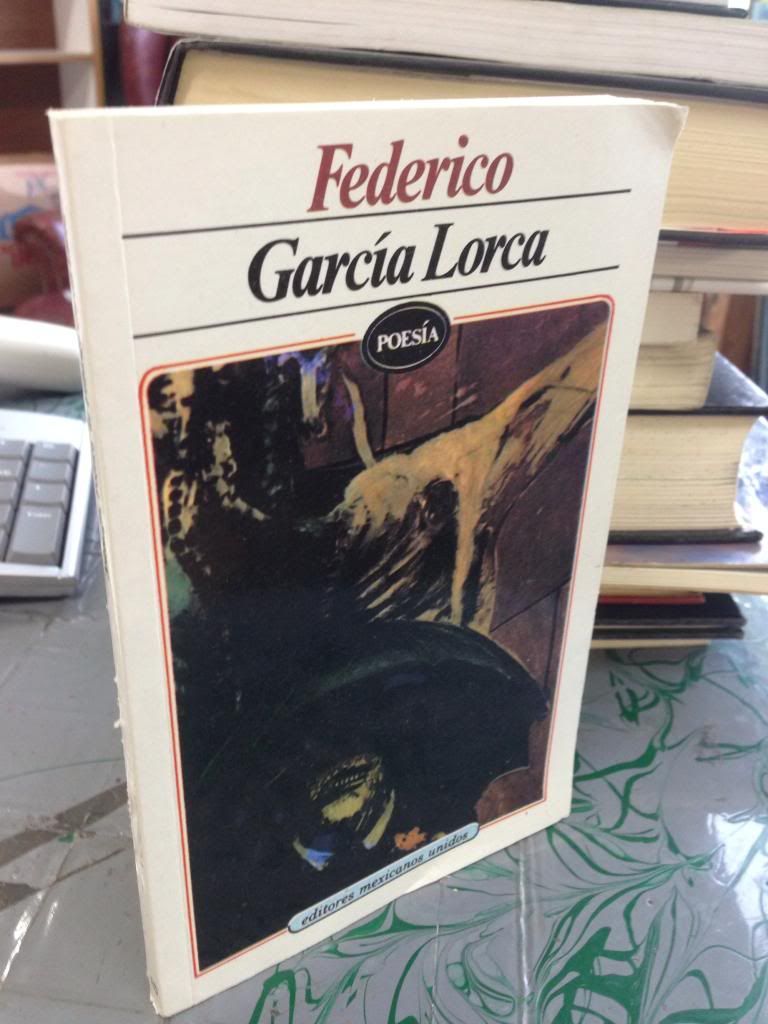 Federico
García Lorca
POESÍA
editores mexicanos unidos